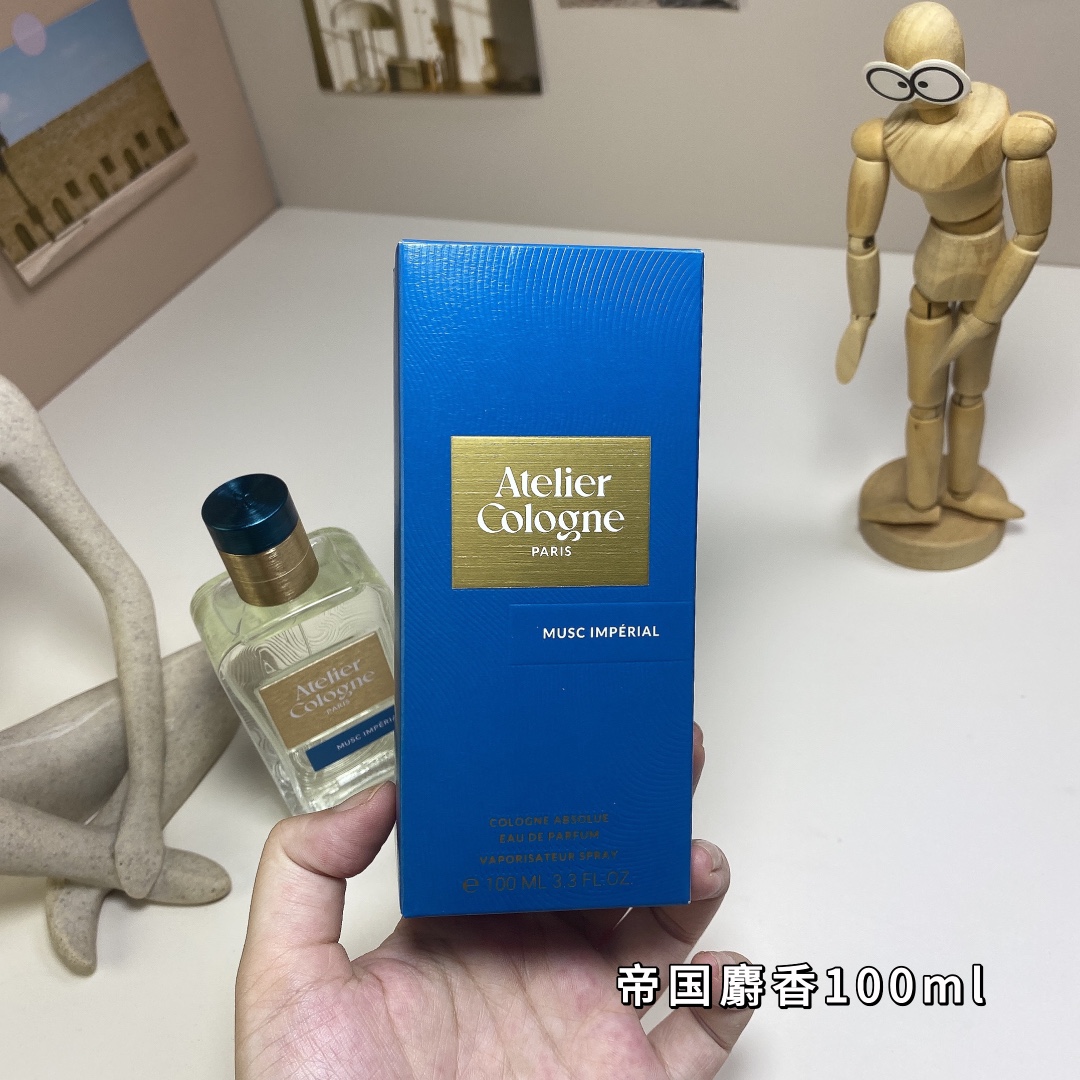 Atelier
Cologne
PARIS
MUSC IMPÉRIAL
COLOGNE ABSOLUE
EAU DE PARFUM
VAPORISATEUR SPRAY
e 100 ML 3.3 FL.OZ.
Atelier
Cologne
PARIS
MUSC IMPÉRIA
帝国麝香100ml